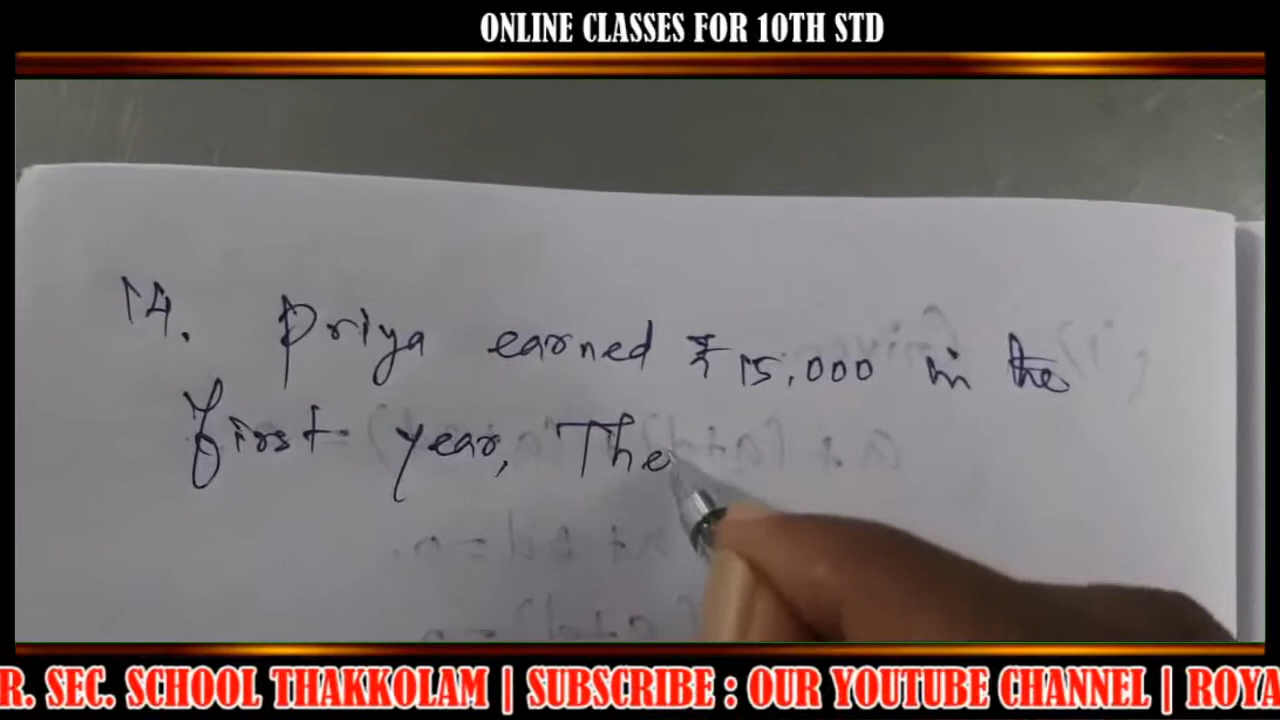 ONLINE CLASSES FOR 10TH STD
14. Priya earned ₹ 15,000 in the
first year, The
R. SEC. SCHOOL THAKKOLAM | SUBSCRIBE : OUR YOUTUBE CHANNEL | ROYA